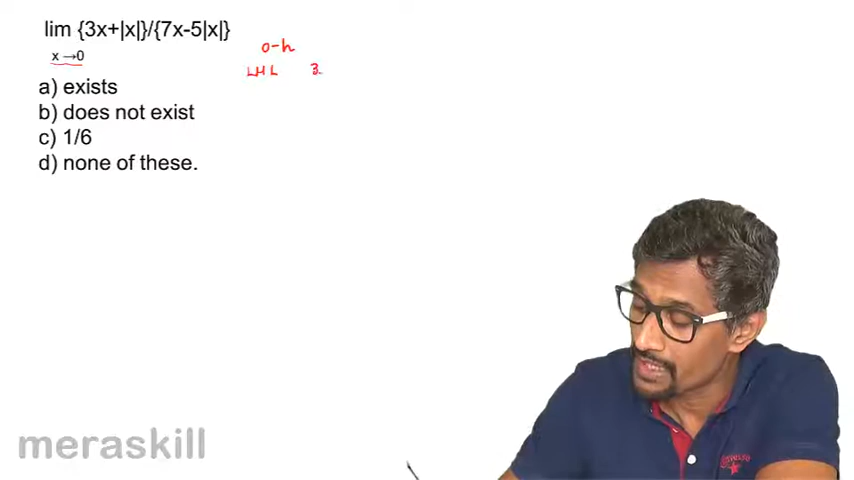 lim {3x+|x|}/{7x-5|x|}
x →0
0-h
LHL 3
a) exists
b) does not exist
c) 1/6
d) none of these.
meraskill